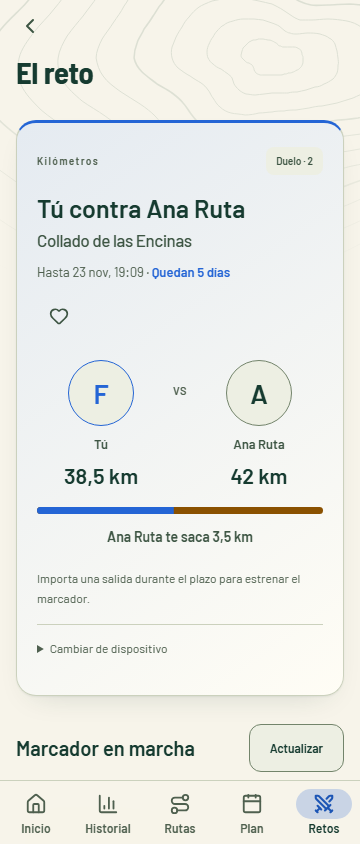 El reto
Kilómetros
Duelo · 2
Tú contra Ana Ruta
Collado de las Encinas
Hasta 23 nov, 19:09 · Quedan 5 días
F
VS
A
Tú
Ana Ruta
38,5 km
42 km
Ana Ruta te saca 3,5 km
Importa una salida durante el plazo para estrenar el
marcador.
Cambiar de dispositivo
Marcador en marcha
Actualizar
Inicio
Historial
Rutas
Plan
Retos